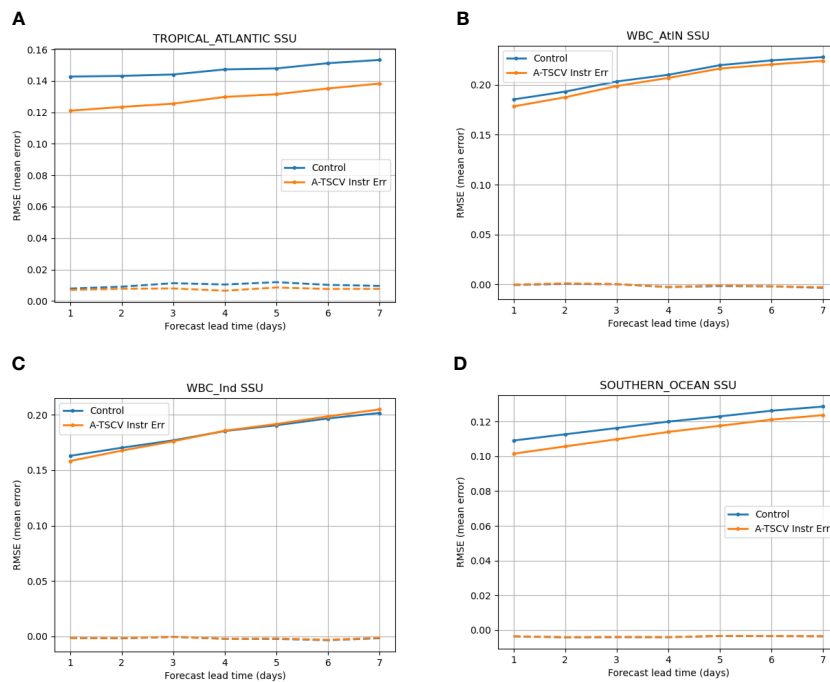 A
TROPICAL_ATLANTIC SSU
RMSE (mean error)
0.16
0.14
0.12
0.10
0.08
0.06
0.04
0.02
0.00
Control
A-TSCV Instr Err
1 2 3 4 5 6 7
Forecast lead time (days)
B
WBC_AtlN SSU
RMSE (mean error)
0.20
0.15
0.10
0.05
0.00
Control
A-TSCV Instr Err
1 2 3 4 5 6 7
Forecast lead time (days)
C
WBC_Ind SSU
RMSE (mean error)
0.20
0.15
0.10
0.05
0.00
Control
A-TSCV Instr Err
1 2 3 4 5 6 7
Forecast lead time (days)
D
SOUTHERN_OCEAN SSU
RMSE (mean error)
0.12
0.10
0.08
0.06
0.04
0.02
0.00
Control
A-TSCV Instr Err
1 2 3 4 5 6 7
Forecast lead time (days)